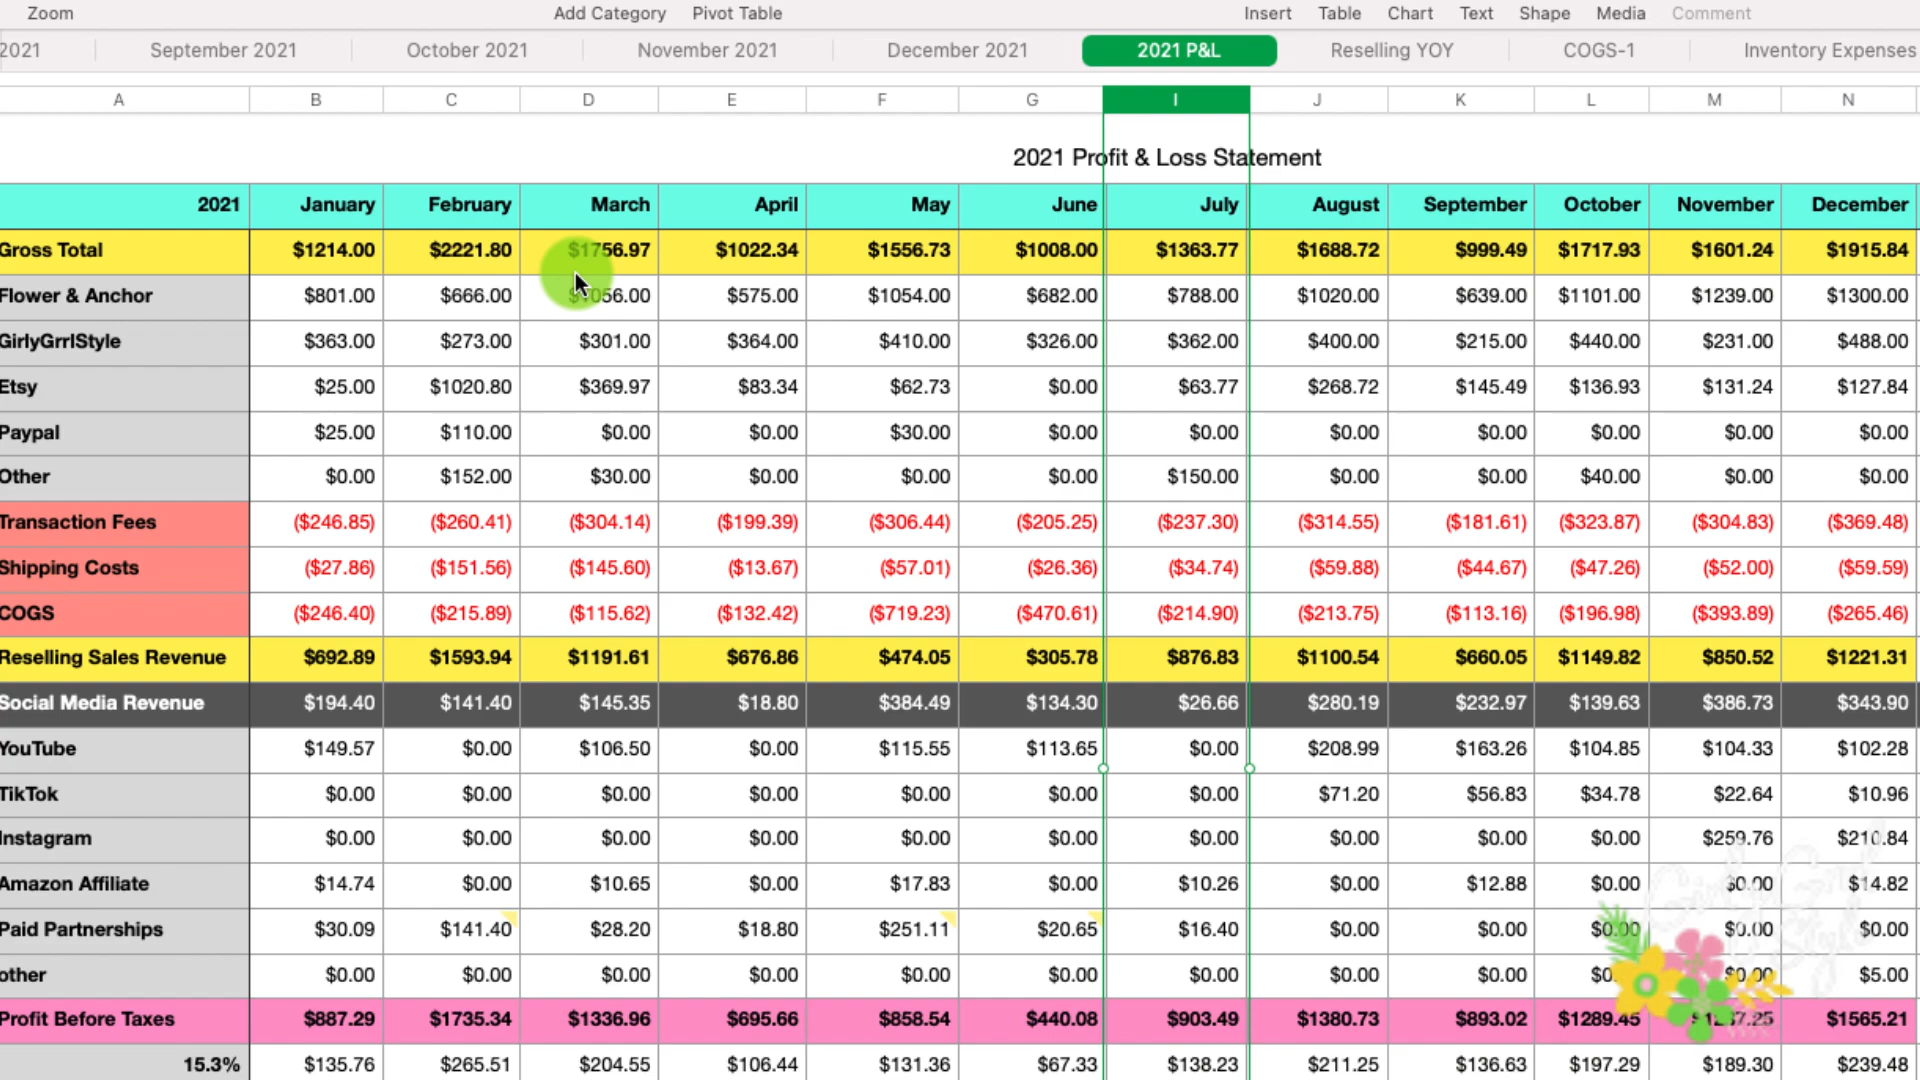 Zoom Add Category Pivot Table Insert Table Chart Text Shape Media Comment
2021 September 2021 October 2021 November 2021 December 2021 2021 P&L Reselling YOY COGS-1 Inventory Expenses
A B C D E F G I J K L M N
2021 Profit & Loss Statement
2021 January February March April May June July August September October November December
Gross Total $1214.00 $2221.80 $1756.97 $1022.34 $1556.73 $1008.00 $1363.77 $1688.72 $999.49 $1717.93 $1601.24 $1915.84
Flower & Anchor $801.00 $666.00 $1056.00 $575.00 $1054.00 $682.00 $788.00 $1020.00 $639.00 $1101.00 $1239.00 $1300.00
GirlyGrrlStyle $363.00 $273.00 $301.00 $364.00 $410.00 $326.00 $362.00 $400.00 $215.00 $440.00 $231.00 $488.00
Etsy $25.00 $1020.80 $369.97 $83.34 $62.73 $0.00 $63.77 $268.72 $145.49 $136.93 $131.24 $127.84
Paypal $25.00 $110.00 $0.00 $0.00 $30.00 $0.00 $0.00 $0.00 $0.00 $0.00 $0.00 $0.00
Other $0.00 $152.00 $30.00 $0.00 $0.00 $0.00 $150.00 $0.00 $0.00 $40.00 $0.00 $0.00
Transaction Fees ($246.85) ($260.41) ($304.14) ($199.39) ($306.44) ($205.25) ($237.30) ($314.55) ($181.61) ($323.87) ($304.83) ($369.48)
Shipping Costs ($27.86) ($151.56) ($145.60) ($13.67) ($57.01) ($26.36) ($34.74) ($59.88) ($44.67) ($47.26) ($52.00) ($59.59)
COGS ($246.40) ($215.89) ($115.62) ($132.42) ($719.23) ($470.61) ($214.90) ($213.75) ($113.16) ($196.98) ($393.89) ($265.46)
Reselling Sales Revenue $692.89 $1593.94 $1191.61 $676.86 $474.05 $305.78 $876.83 $1100.54 $660.05 $1149.82 $850.52 $1221.31
Social Media Revenue $194.40 $141.40 $145.35 $18.80 $384.49 $134.30 $26.66 $280.19 $232.97 $139.63 $386.73 $343.90
YouTube $149.57 $0.00 $106.50 $0.00 $115.55 $113.65 $0.00 $208.99 $163.26 $104.85 $104.33 $102.28
TikTok $0.00 $0.00 $0.00 $0.00 $0.00 $0.00 $0.00 $71.20 $56.83 $34.78 $22.64 $10.96
Instagram $0.00 $0.00 $0.00 $0.00 $0.00 $0.00 $0.00 $0.00 $0.00 $0.00 $259.76 $210.84
Amazon Affiliate $14.74 $0.00 $10.65 $0.00 $17.83 $0.00 $10.26 $0.00 $12.88 $0.00 $0.00 $14.82
Paid Partnerships $30.09 $141.40 $28.20 $18.80 $251.11 $20.65 $16.40 $0.00 $0.00 $0.00 $0.00 $0.00
other $0.00 $0.00 $0.00 $0.00 $0.00 $0.00 $0.00 $0.00 $0.00 $0.00 $5.00
Profit Before Taxes $887.29 $1735.34 $1336.96 $695.66 $858.54 $440.08 $903.49 $1380.73 $893.02 $1289.45 $1565.21
15.3% $135.76 $265.51 $204.55 $106.44 $131.36 $67.33 $138.23 $211.25 $136.63 $197.29 $189.30 $239.48